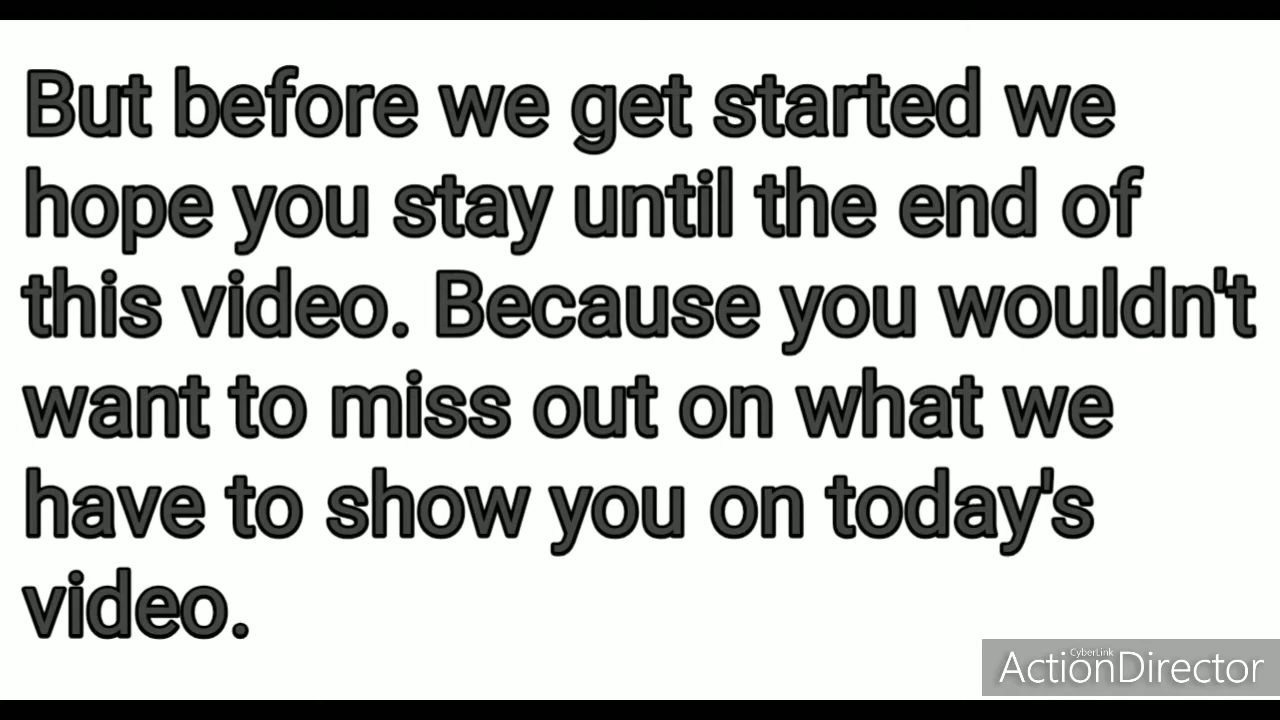 But before we get started we
hope you stay until the end of
this video. Because you wouldn't
want to miss out on what we
have to show you on today's
video.
CyberLink
ActionDirector